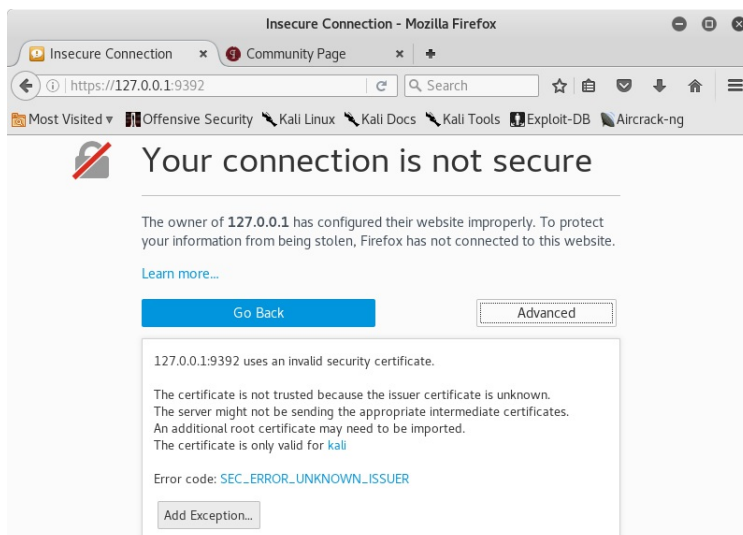 Insecure Connection - Mozilla Firefox
Insecure Connection Community Page
https://127.0.0.1:9392 Search
Most Visited Offensive Security Kali Linux Kali Docs Kali Tools Exploit-DB Aircrack-ng
Your connection is not secure
The owner of 127.0.0.1 has configured their website improperly. To protect
your information from being stolen, Firefox has not connected to this website.
Learn more...
Go Back Advanced
127.0.0.1:9392 uses an invalid security certificate.
The certificate is not trusted because the issuer certificate is unknown.
The server might not be sending the appropriate intermediate certificates.
An additional root certificate may need to be imported.
The certificate is only valid for kali
Error code: SEC_ERROR_UNKNOWN_ISSUER
Add Exception...